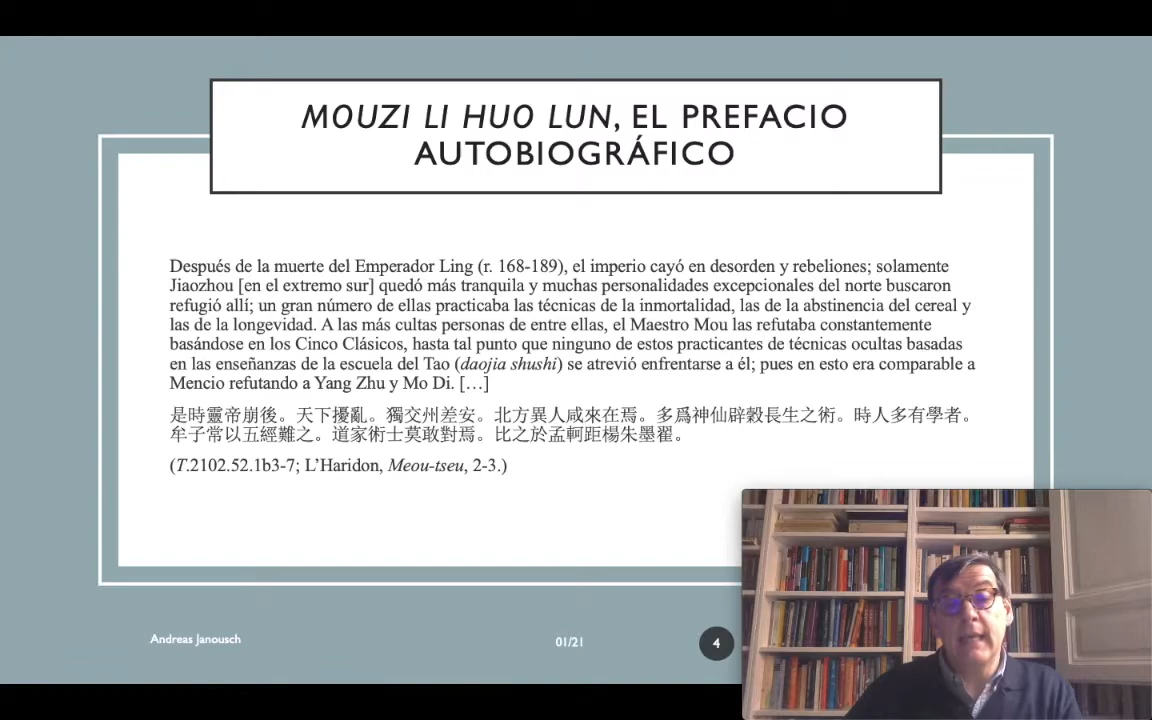 MOUZI LI HUO LUN, EL PREFACIO
AUTOBIOGRÁFICO
Después de la muerte del Emperador Ling (r. 168-189), el imperio cayó en desorden y rebeliones; solamente
Jiaozhou [en el extremo sur] quedó más tranquila y muchas personalidades excepcionales del norte buscaron
refugió allí; un gran número de ellas practicaba las técnicas de la inmortalidad, las de la abstinencia del cereal y
las de la longevidad. A las más cultas personas de entre ellas, el Maestro Mou las refutaba constantemente
basándose en los Cinco Clásicos, hasta tal punto que ninguno de estos practicantes de técnicas ocultas basadas
en las enseñanzas de la escuela del Tao (daojia shushi) se atrevió enfrentarse a él; pues en esto era comparable a
Mencio refutando a Yang Zhu y Mo Di. […]
是時靈帝崩後。天下擾亂。獨交州差安。北方異人咸來在焉。多爲神仙辟穀長生之術。時人多有學者。
牟子常以五經難之。道家術士莫敢對焉。比之於孟軻距楊朱墨翟。
(T.2102.52.1b3-7; L’Haridon, Meou-tseu, 2-3.)
Andreas Janousch
01/21
4